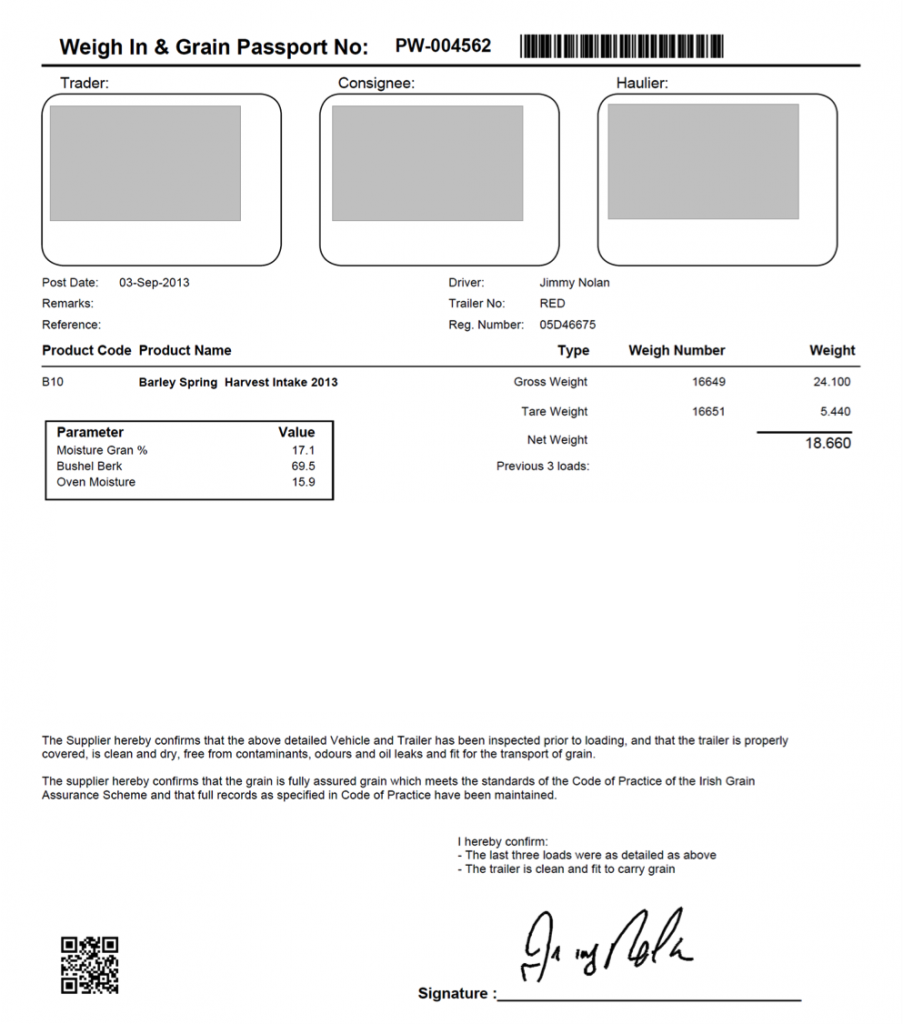 Weigh In & Grain Passport No: PW-004562
Trader: Consignee: Haulier:
Post Date: 03-Sep-2013 Driver: Jimmy Nolan
Remarks: Trailer No: RED
Reference: Reg. Number: 05D46675
Product Code Product Name Type Weigh Number Weight
B10 Barley Spring Harvest Intake 2013 Gross Weight 16649 24.100
Tare Weight 16651 5.440
Parameter Value Net Weight 18.660
Moisture Gran % 17.1
Bushel Berk 69.5 Previous 3 loads:
Oven Moisture 15.9
The Supplier hereby confirms that the above detailed Vehicle and Trailer has been inspected prior to loading, and that the trailer is properly
covered, is clean and dry, free from contaminants, odours and oil leaks and fit for the transport of grain.
The supplier hereby confirms that the grain is fully assured grain which meets the standards of the Code of Practice of the Irish Grain
Assurance Scheme and that full records as specified in Code of Practice have been maintained.
I hereby confirm:
- The last three loads were as detailed as above
- The trailer is clean and fit to carry grain
Signature :